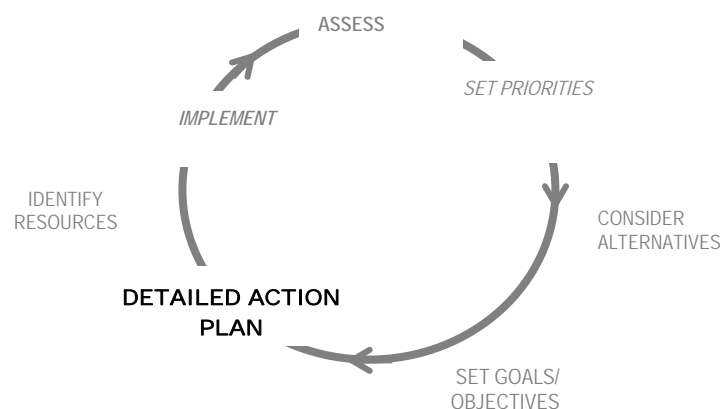 ASSESS
SET PRIORITIES
CONSIDER
ALTERNATIVES
SET GOALS/
OBJECTIVES
DETAILED ACTION
PLAN
IDENTIFY
RESOURCES
IMPLEMENT